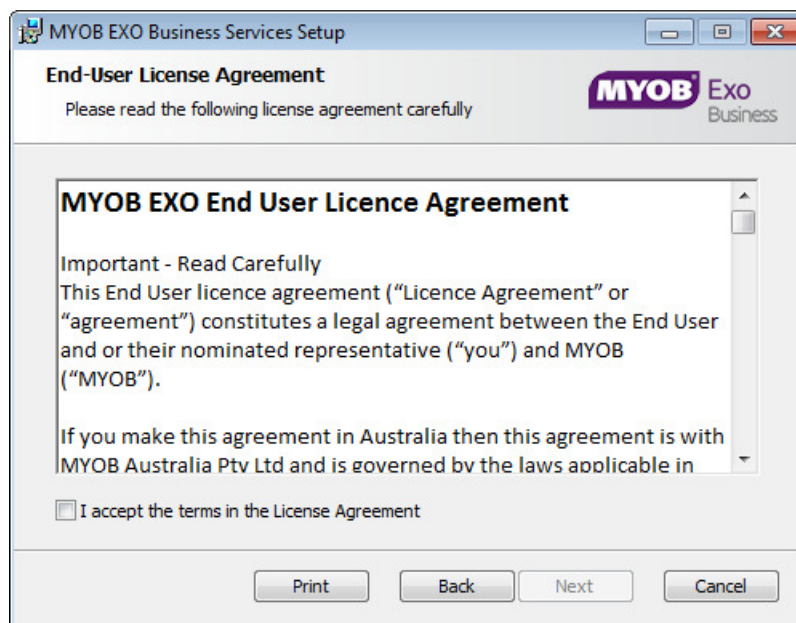 MYOB EXO Business Services Setup
End-User License Agreement
Please read the following license agreement carefully
MYOB Exo
Business
MYOB EXO End User Licence Agreement
Important - Read Carefully
This End User licence agreement (“Licence Agreement” or
“agreement”) constitutes a legal agreement between the End User
and or their nominated representative (“you”) and MYOB
(“MYOB”).
If you make this agreement in Australia then this agreement is with
MYOB Australia Pty Ltd and is governed by the laws applicable in
I accept the terms in the License Agreement
Print Back Next Cancel